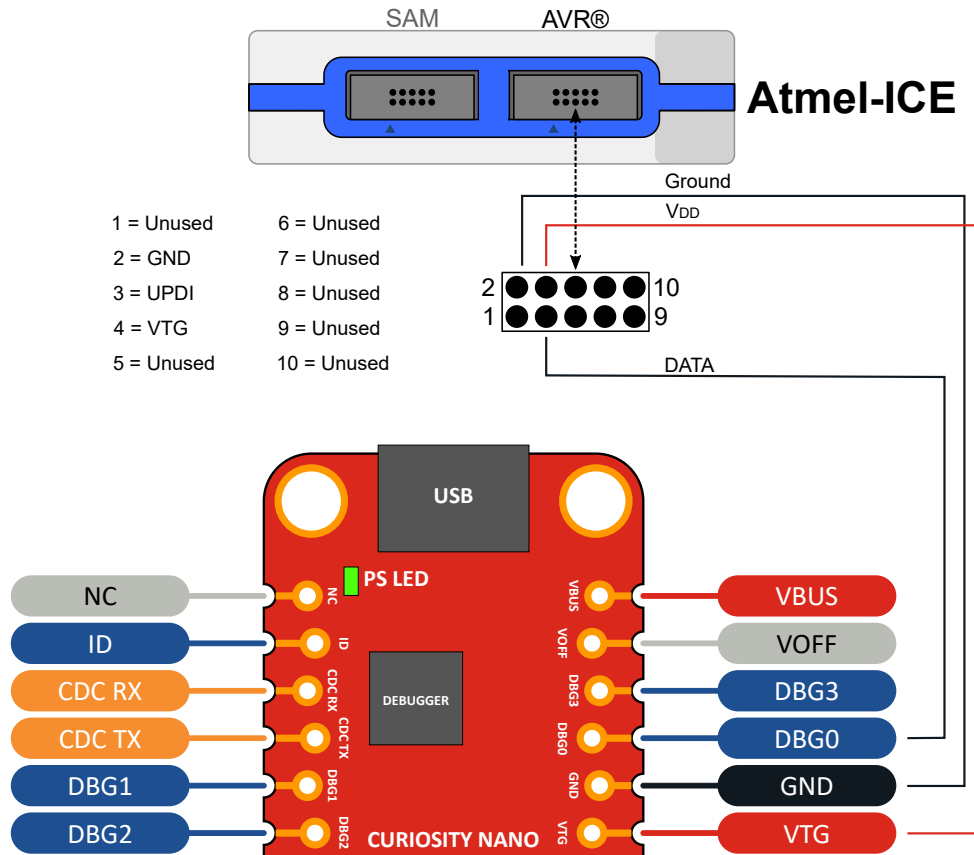 SAM
AVR®
Atmel-ICE
Ground
VDD
1 = Unused
2 = GND
3 = UPDI
4 = VTG
5 = Unused
6 = Unused
7 = Unused
8 = Unused
9 = Unused
10 = Unused
2
10
1
9
DATA
USB
PS LED
DEBUGGER
CURIOSITY NANO
NC
NC
ID
ID
CDC RX
CDC RX
CDC TX
CDC TX
DBG1
DBG1
DBG2
DBG2
VBUS
VBUS
VOFF
VOFF
DBG3
DBG3
DBG0
DBG0
GND
GND
VTG
VTG